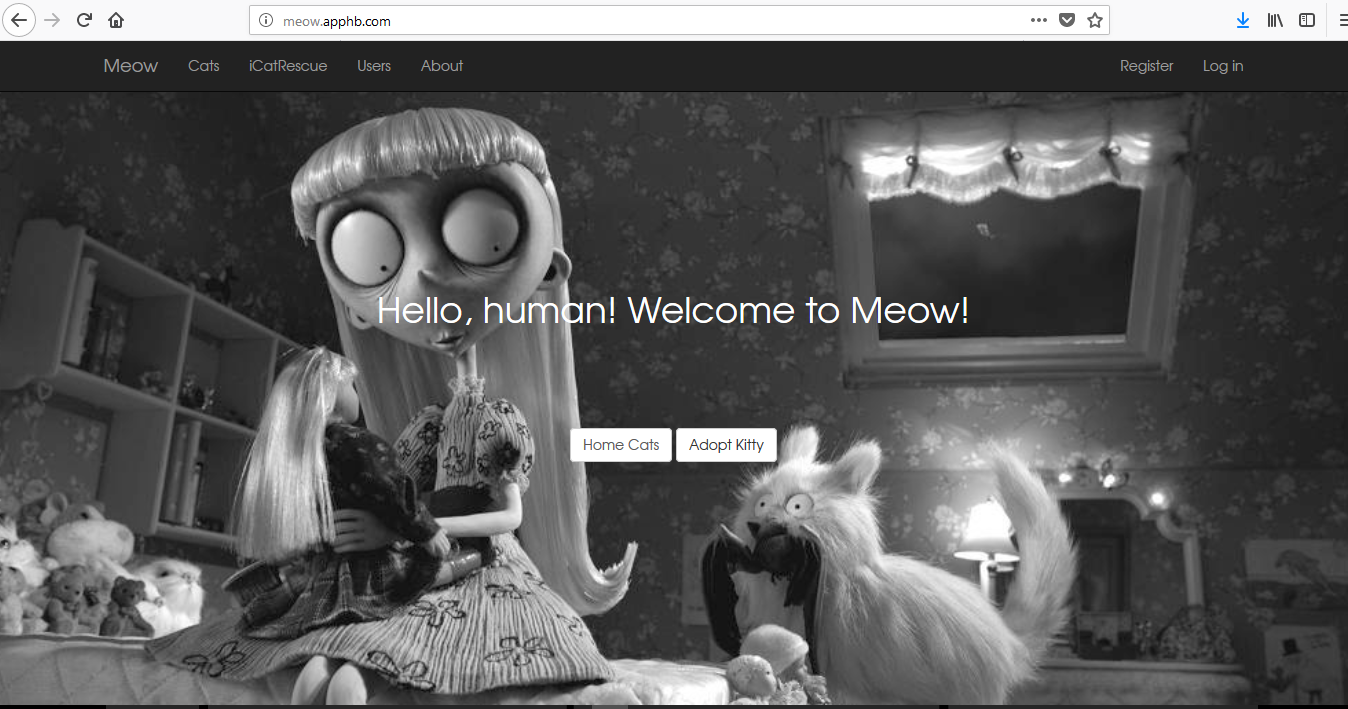 meow.apphb.com
Meow Cats iCatRescue Users About Register Log in
Hello, human! Welcome to Meow!
Home Cats Adopt Kitty